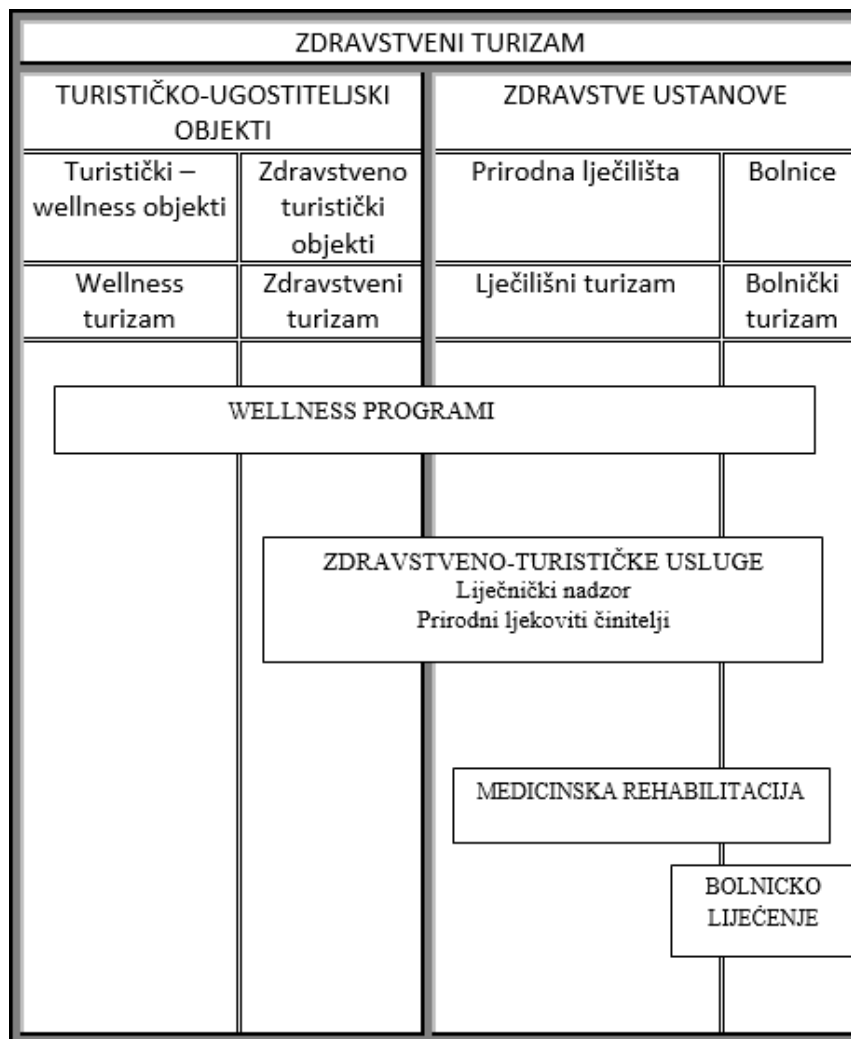 ZDRAVSTVENI TURIZAM
TURISTIČKO-UGOSTITELJSKI
OBJEKTI
ZDRAVSTVE USTANOVE
Turistički –
wellness objekti
Zdravstveno
turistički
objekti
Prirodna lječilišta
Bolnice
Wellness
turizam
Zdravstveni
turizam
Lječilišni turizam
Bolnički
turizam
WELLNESS PROGRAMI
ZDRAVSTVENO-TURISTIČKE USLUGE
Liječnički nadzor
Prirodni ljekoviti činitelji
MEDICINSKA REHABILITACIJA
BOLNICKO
LIJEĆENJE